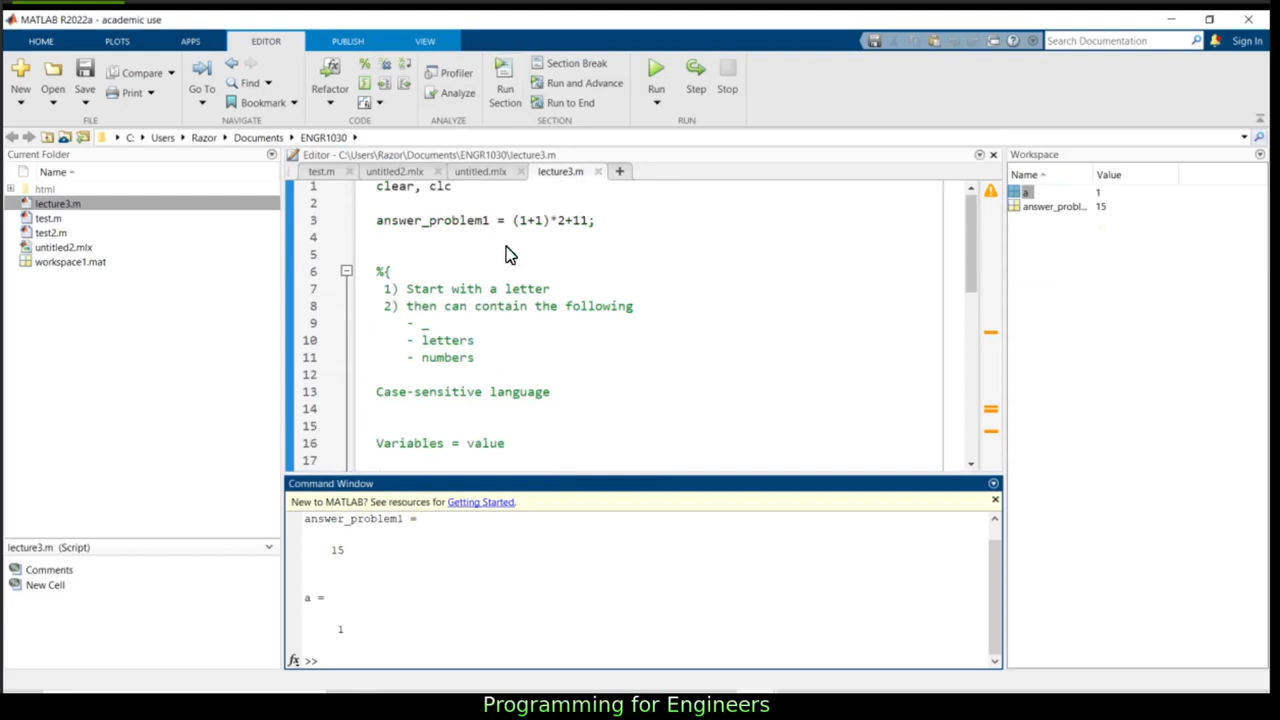 MATLAB R2022a - academic use
HOME PLOTS APPS EDITOR PUBLISH VIEW
Search Documentation
Sign In
New Open Save
Compare
Print
FILE
Go To
Find
Bookmark
NAVIGATE
Refactor
CODE
Profiler
Analyze
ANALYZE
Run Section
Section Break
Run and Advance
Run to End
SECTION
Run Step Stop
RUN
C: Users Razor Documents ENGR1030
Current Folder
Name
html
lecture3.m
test.m
test2.m
untitled2.mlx
workspace1.mat
lecture3.m (Script)
Comments
New Cell
Editor - C:\Users\Razor\Documents\ENGR1030\lecture3.m
test.m untitled2.mlx untitled.mlx lecture3.m
1 clear, clc
2
3 answer_problem1 = (1+1)*2+11;
4
5
6 %{
7 1) Start with a letter
8 2) then can contain the following
9 - _
10 - letters
11 - numbers
12
13 Case-sensitive language
14
15
16 Variables = value
17
Command Window
New to MATLAB? See resources for Getting Started.
answer_problem1 =
15
a =
1
fx >>
Workspace
Name Value
a 1
answer_probl... 15
Programming for Engineers